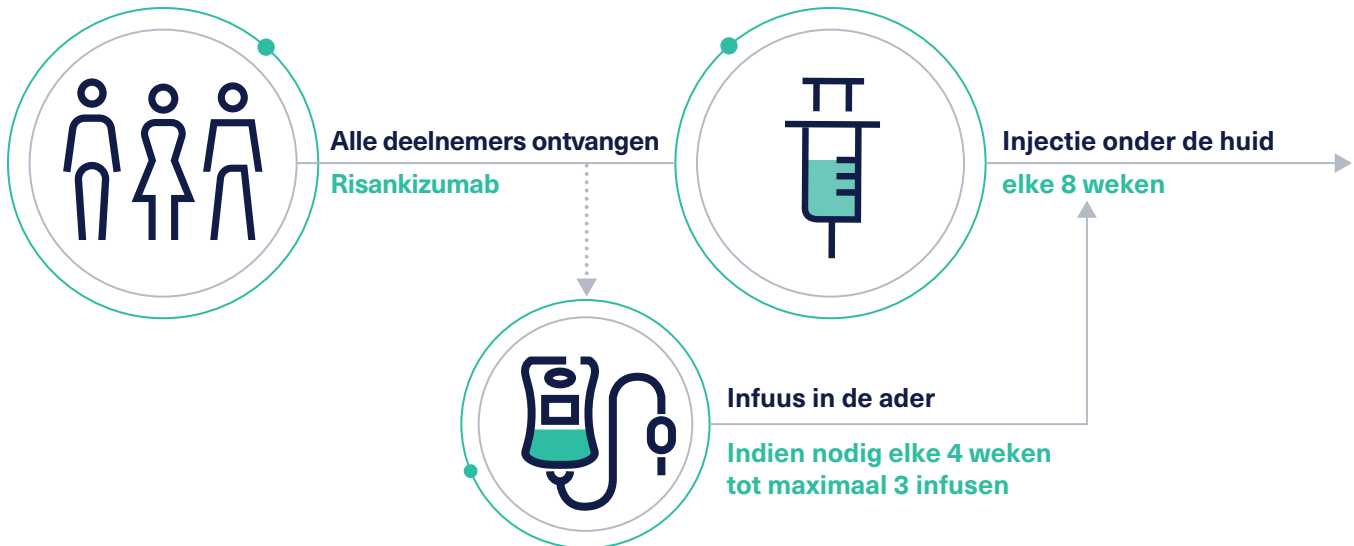 Alle deelnemers ontvangen
Risankizumab
Injectie onder de huid
elke 8 weken
Infuus in de ader
Indien nodig elke 4 weken
tot maximaal 3 infusen